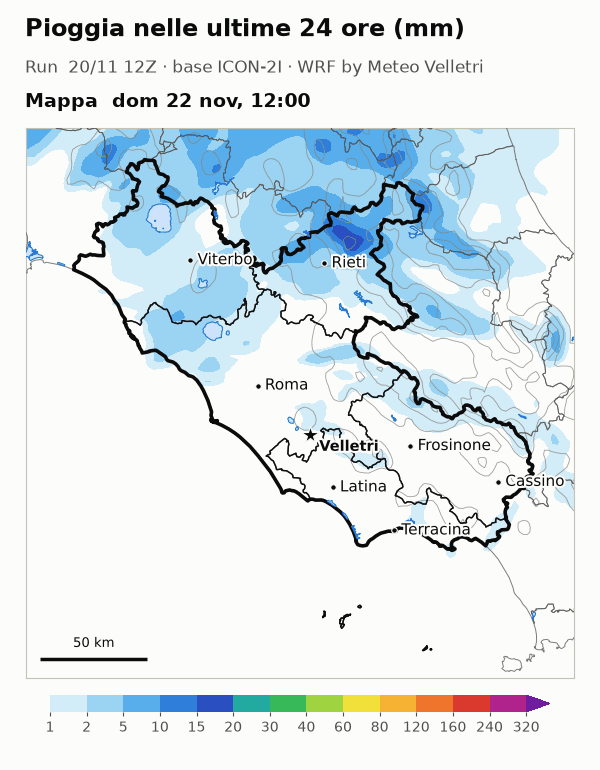 Pioggia nelle ultime 24 ore (mm)
Run 20/11 12Z · base ICON-2I · WRF by Meteo Velletri
Mappa dom 22 nov, 12:00
Viterbo
Rieti
Roma
Velletri
Frosinone
Latina
Cassino
Terracina
50 km
1 2 5 10 15 20 30 40 60 80 120 160 240 320